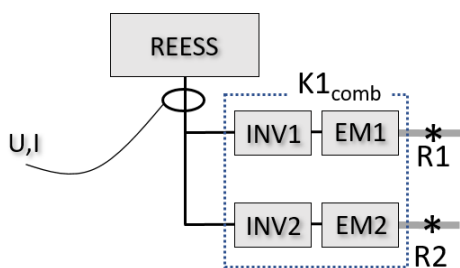 REESS
K1comb
U,I
INV1 EM1
R1
INV2 EM2
R2